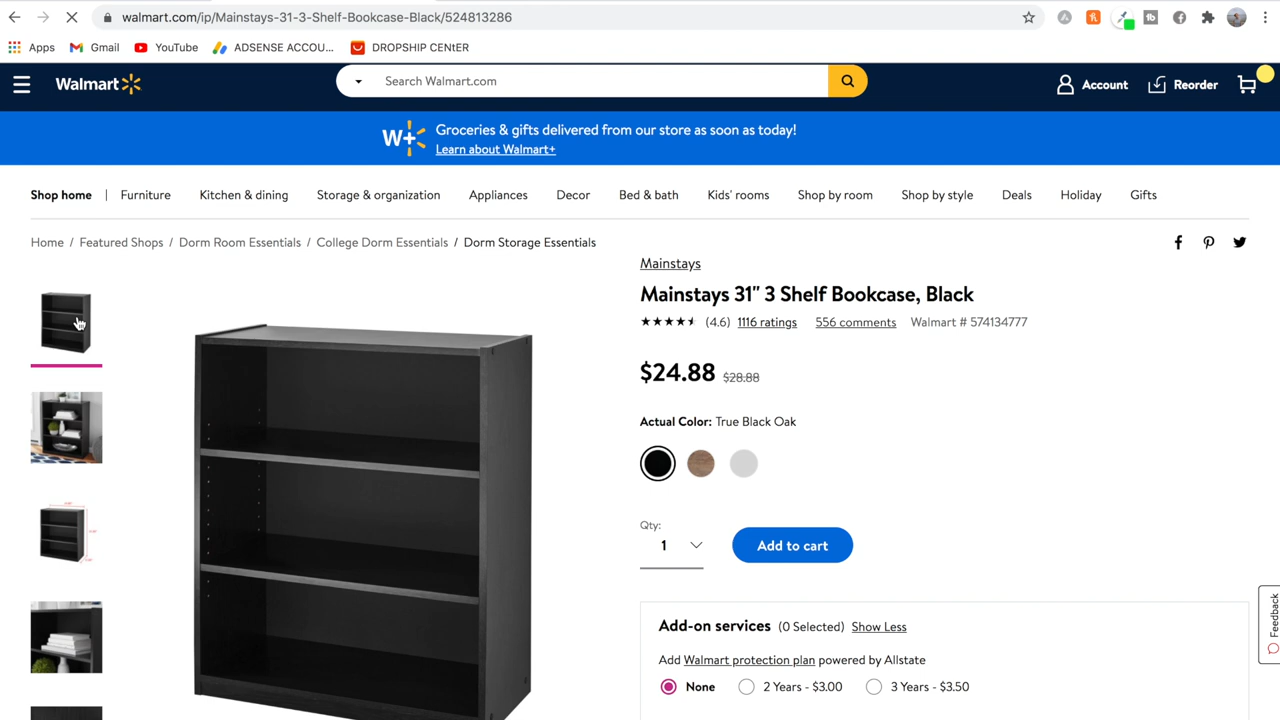 walmart.com/ip/Mainstays-31-3-Shelf-Bookcase-Black/524813286
Apps Gmail YouTube ADSENSE ACCOU... DROPSHIP CENtER
Walmart Search Walmart.com Account Reorder
W+ Groceries & gifts delivered from our store as soon as today!
Learn about Walmart+
Shop home | Furniture Kitchen & dining Storage & organization Appliances Decor Bed & bath Kids' rooms Shop by room Shop by style Deals Holiday Gifts
Home / Featured Shops / Dorm Room Essentials / College Dorm Essentials / Dorm Storage Essentials
Mainstays
Mainstays 31" 3 Shelf Bookcase, Black
(4.6) 1116 ratings 556 comments Walmart # 574134777
$24.88 $28.88
Actual Color: True Black Oak
Qty:
1 Add to cart
Feedback
Add-on services (0 Selected) Show Less
Add Walmart protection plan powered by Allstate
None 2 Years - $3.00 3 Years - $3.50